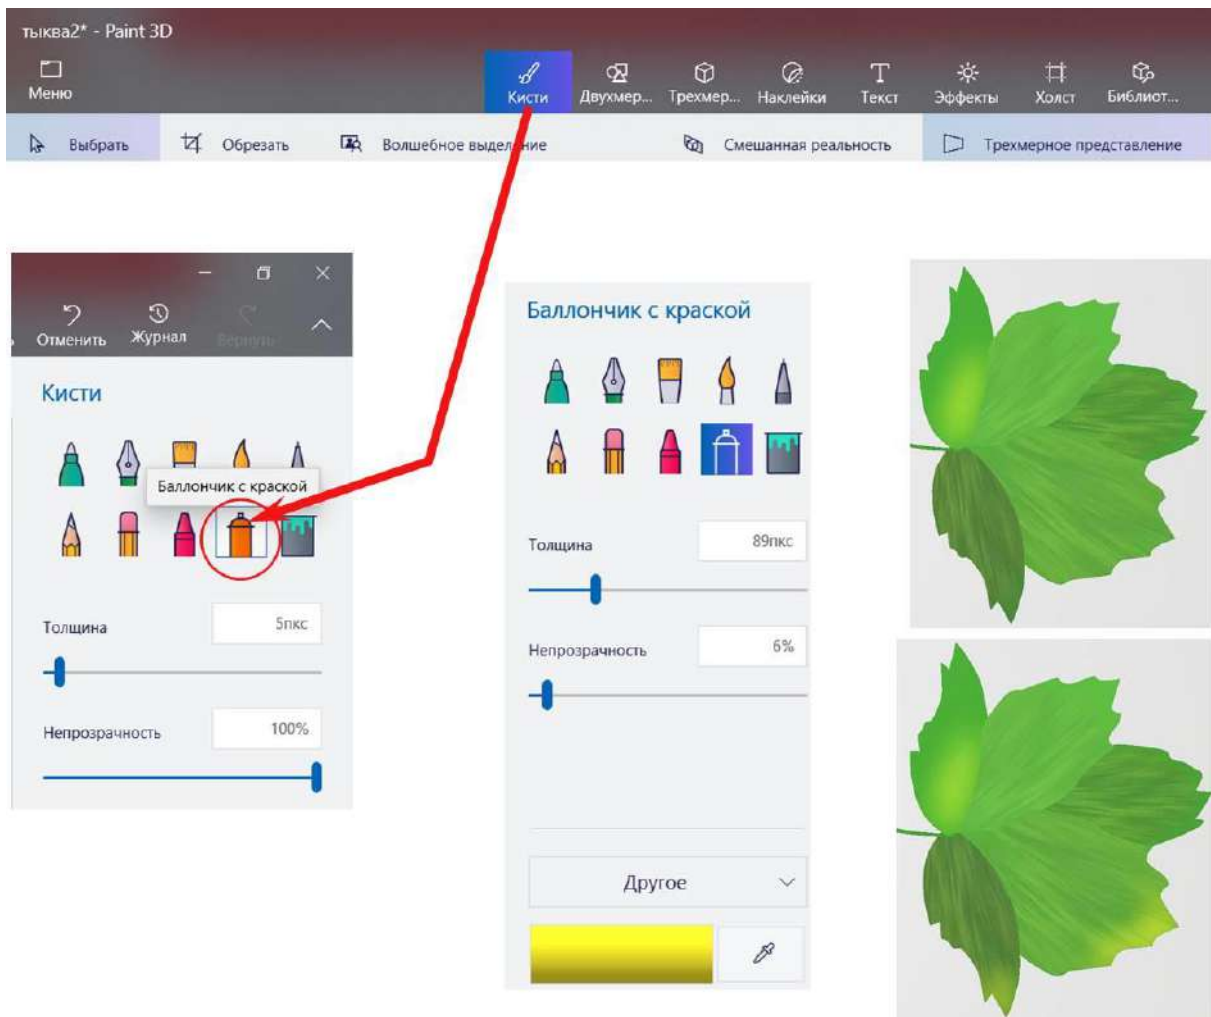 тыква2* - Paint 3D
Меню
Кисти Двухмер... Трехмер... Наклейки Текст Эффекты Холст Библиот...
Выбрать Обрезать Волшебное выделение Смешанная реальность Трехмерное представление
Отменить Журнал Вернуть
Кисти
Баллончик с краской
Толщина 5пкс
Непрозрачность 100%
Баллончик с краской
Толщина 89пкс
Непрозрачность 6%
Другое